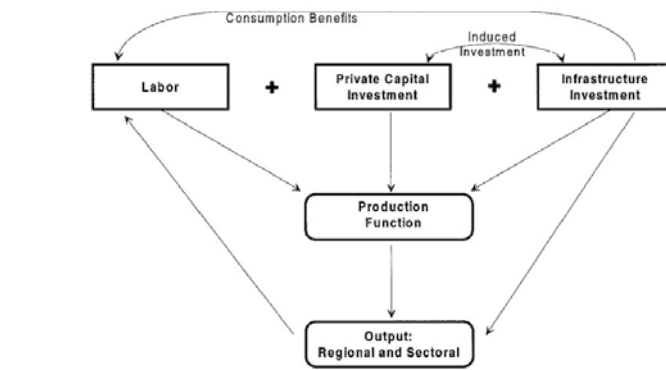 Consumption Benefits
Induced
Investment
Labor
+
Private Capital
Investment
+
Infrastructure
Investment
Production
Function
Output:
Regional and Sectoral